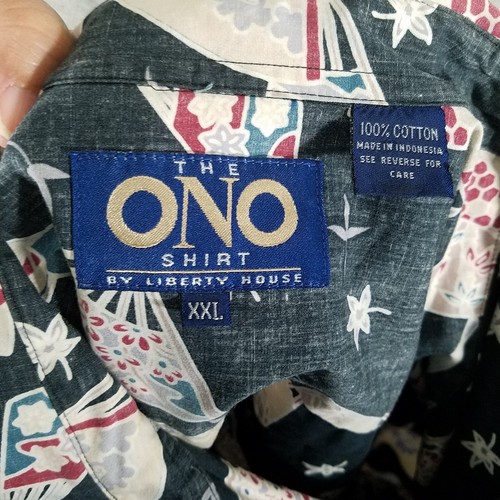 THE
ONO
SHIRT
BY LIBERTY HOUSE
XXL
100% COTTON
MADE IN INDONESIA
SEE REVERSE FOR
CARE